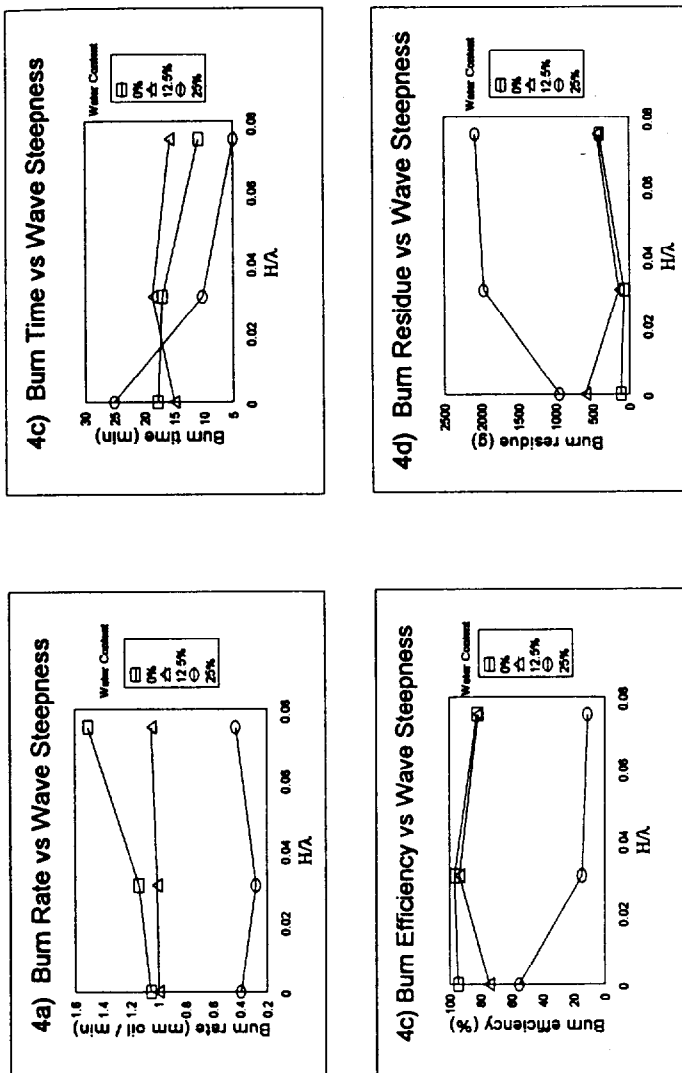 4a) Burn Rate vs Wave Steepness
Burn rate (mm oil / min)
1.6
1.4
1.2
1
0.8
0.6
0.4
0.2
0 0.02 0.04 0.06 0.08
H/λ
Water Content
0%
12.5%
25%
4c) Burn Time vs Wave Steepness
Burn time (min)
30
25
20
15
10
5
0 0.02 0.04 0.06 0.08
H/λ
Water Content
0%
12.5%
25%
4c) Burn Efficiency vs Wave Steepness
Burn efficiency (%)
100
80
60
40
20
0
0 0.02 0.04 0.06 0.08
H/λ
Water Content
0%
12.5%
25%
4d) Burn Residue vs Wave Steepness
Burn residue (g)
2500
2000
1500
1000
500
0
0 0.02 0.04 0.06 0.08
H/λ
Water Content
0%
12.5%
25%